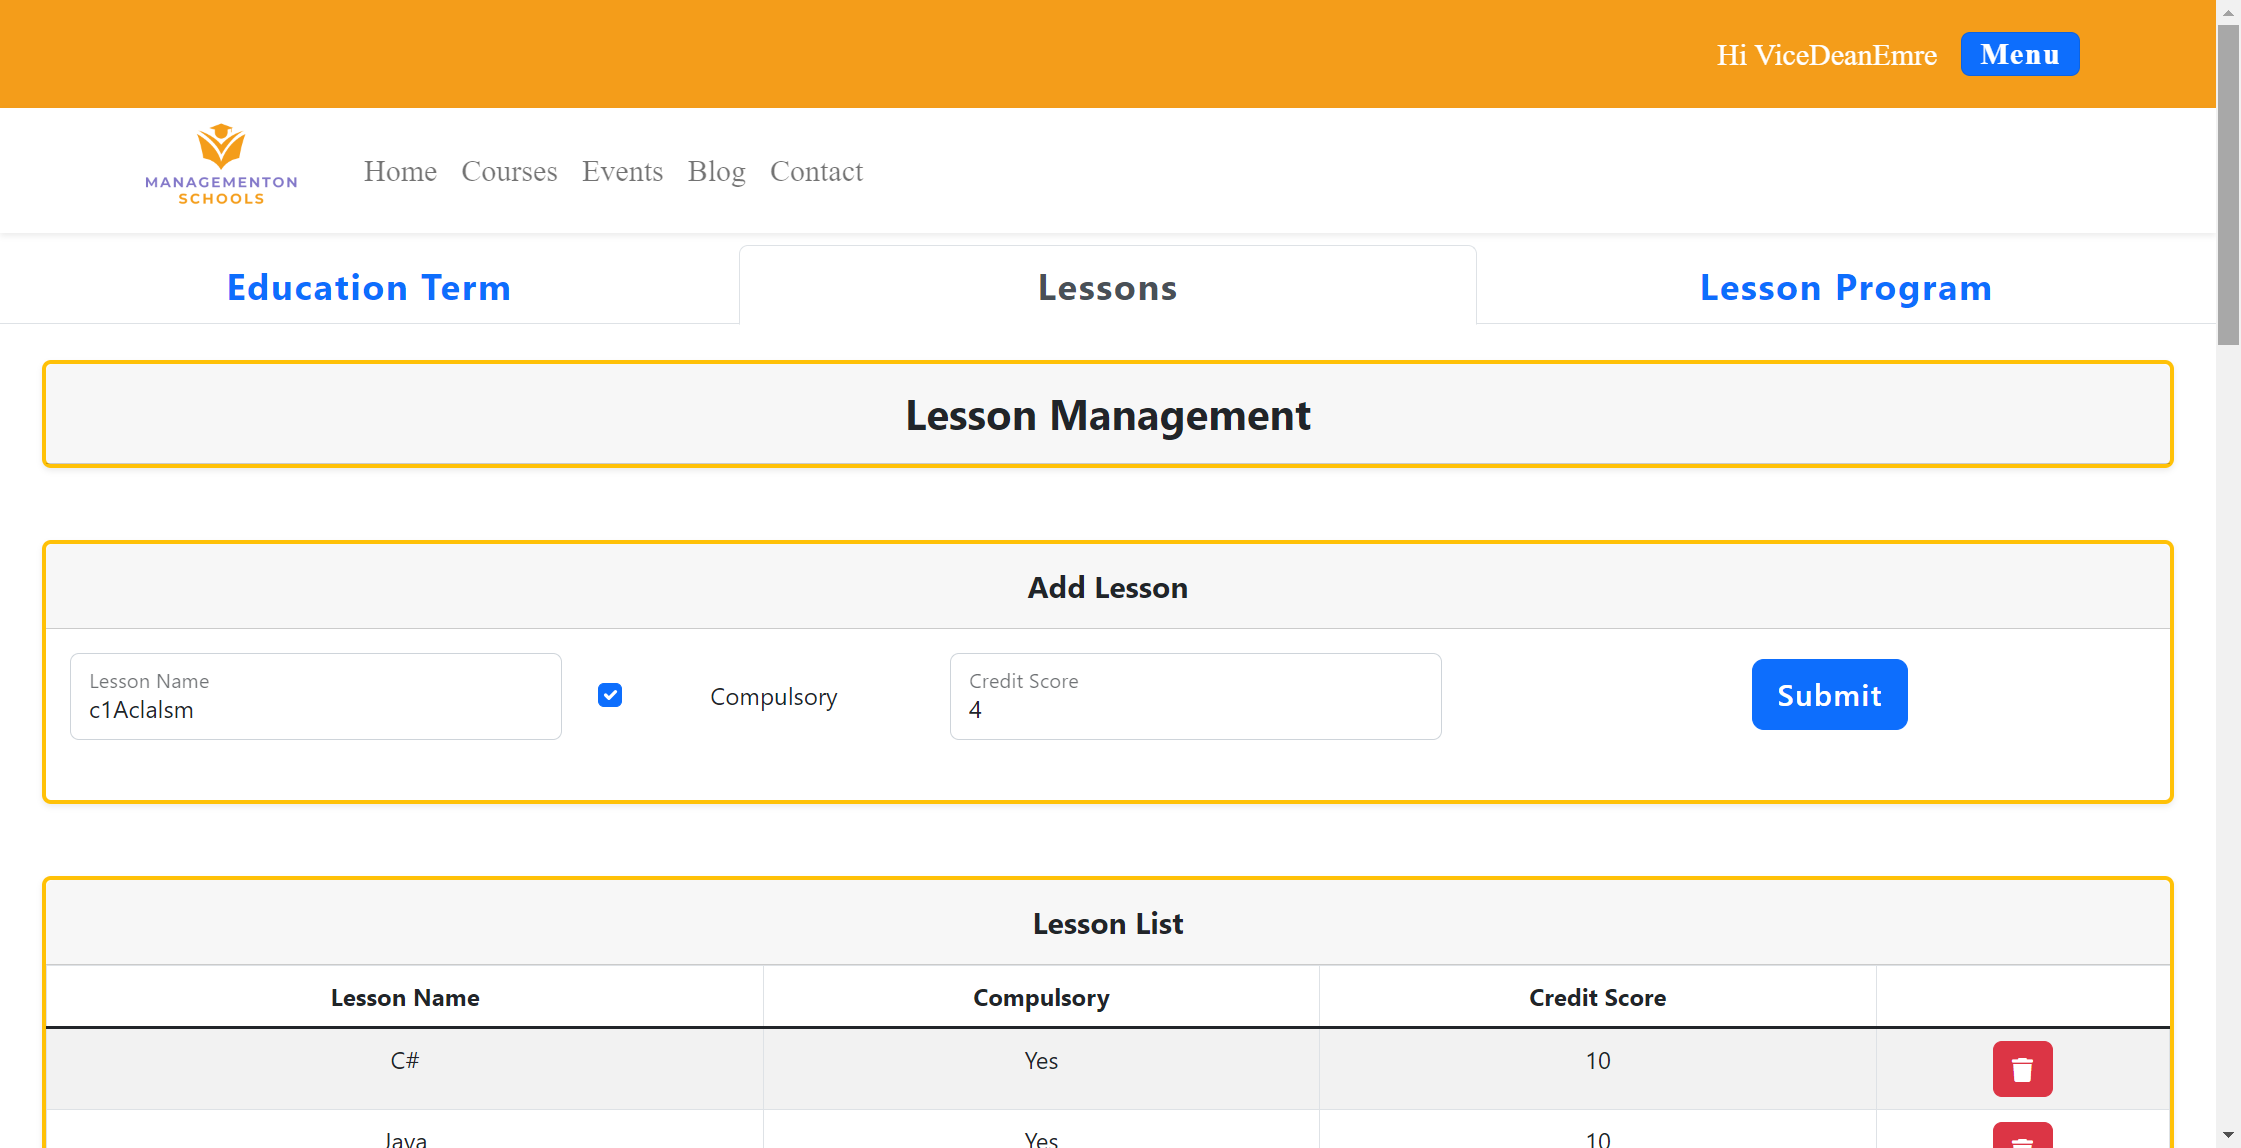 Hi ViceDeanEmre Menu
MANAGEMENTON
SCHOOLS
Home Courses Events Blog Contact
Education Term Lessons Lesson Program
Lesson Management
Add Lesson
Lesson Name
c1Aclalsm
Compulsory
Credit Score
4
Submit
Lesson List
Lesson Name Compulsory Credit Score
C# Yes 10
Java Yes 10